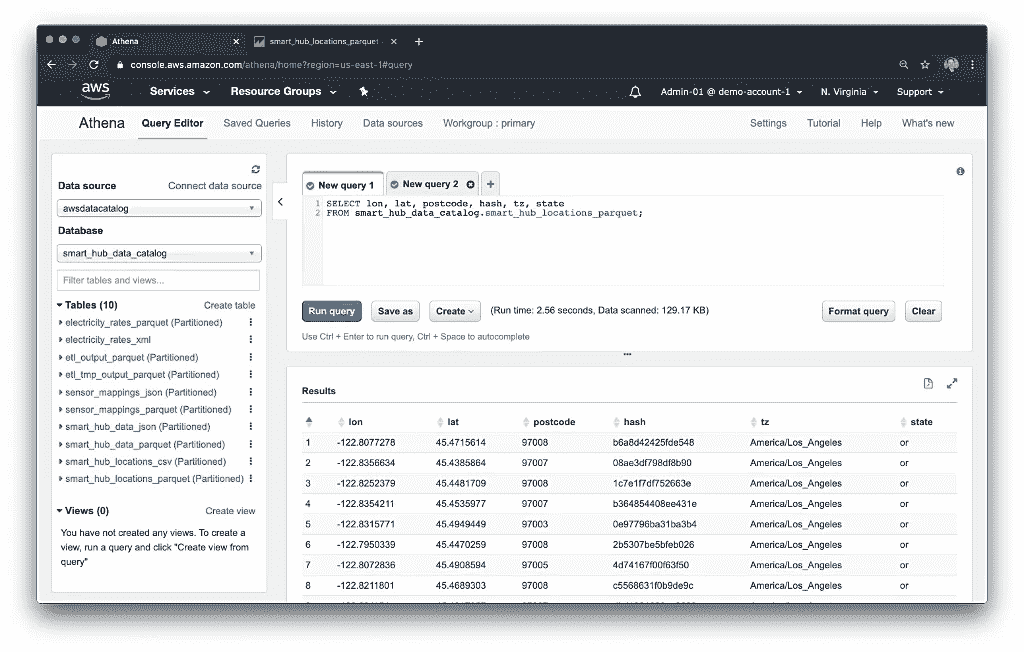 Athena
smart_hub_locations_parquet
console.aws.amazon.com/athena/home?region=us-east-1#query
aws Services Resource Groups Admin-01 @ demo-account-1 N. Virginia Support
Athena Query Editor Saved Queries History Data sources Workgroup : primary Settings Tutorial Help What's new
Data source Connect data source
awsdatacatalog
Database
smart_hub_data_catalog
Filter tables and views...
Tables (10) Create table
electricity_rates_parquet (Partitioned)
electricity_rates_xml
etl_output_parquet (Partitioned)
etl_tmp_output_parquet (Partitioned)
sensor_mappings_json (Partitioned)
sensor_mappings_parquet (Partitioned)
smart_hub_data_json (Partitioned)
smart_hub_data_parquet (Partitioned)
smart_hub_locations_csv (Partitioned)
smart_hub_locations_parquet (Partitioned)
Views (0) Create view
You have not created any views. To create a
view, run a query and click "Create view from
query"
New query 1 New query 2 +
1 SELECT lon, lat, postcode, hash, tz, state
2 FROM smart_hub_data_catalog.smart_hub_locations_parquet;
Run query Save as Create (Run time: 2.56 seconds, Data scanned: 129.17 KB) Format query Clear
Use Ctrl + Enter to run query, Ctrl + Space to autocomplete
Results
lon lat postcode hash tz state
1 -122.8077278 45.4715614 97008 b6a8d42425fde548 America/Los_Angeles or
2 -122.8356634 45.4385864 97007 08ae3df798df8b90 America/Los_Angeles or
3 -122.8252379 45.4481709 97008 1c7e1f7df752663e America/Los_Angeles or
4 -122.8354211 45.4535977 97007 b364854408ee431e America/Los_Angeles or
5 -122.8315771 45.4949449 97003 0e97796ba31ba3b4 America/Los_Angeles or
6 -122.7950339 45.4470259 97008 2b5307be5bfeb026 America/Los_Angeles or
7 -122.8072836 45.4908594 97005 4d74167f00f63f50 America/Los_Angeles or
8 -122.8211801 45.4689303 97008 c5568631f0b9de9c America/Los_Angeles or